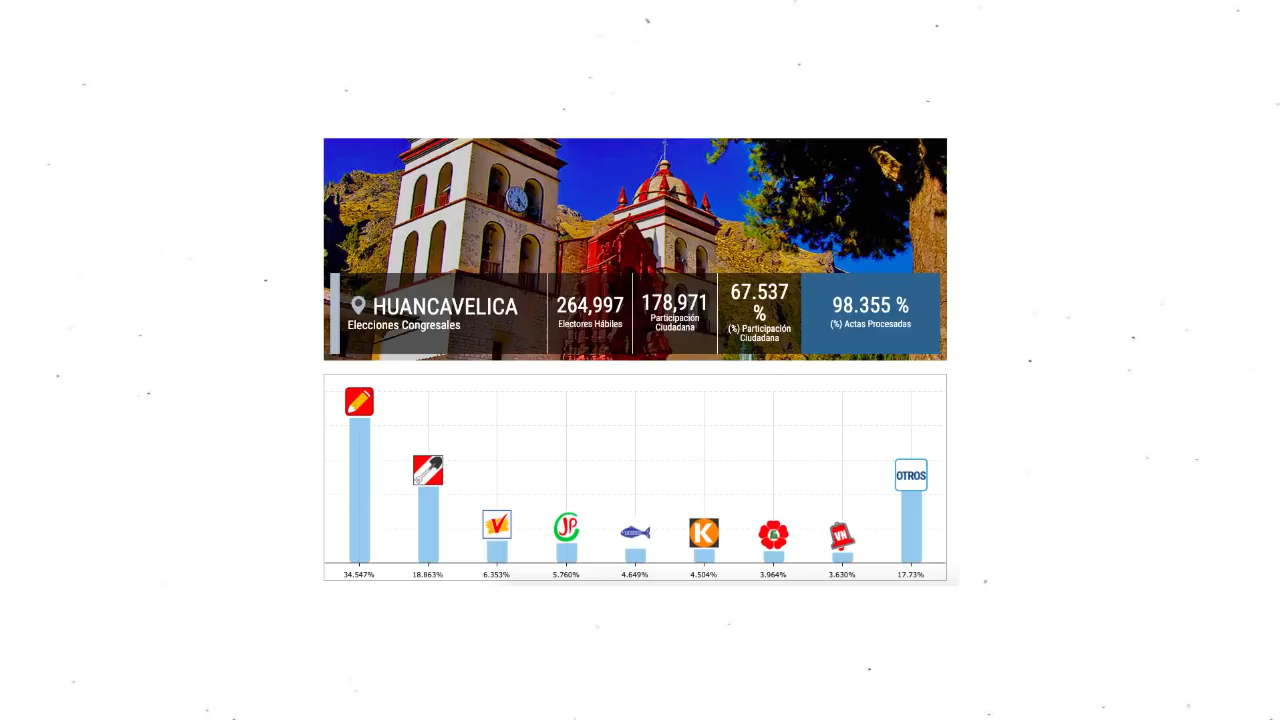 HUANCAVELICA
Elecciones Congresales
264,997
Electores Hábiles
178,971
Participación
Ciudadana
67.537
%
(%) Participación
Ciudadana
98.355 %
(%) Actas Procesadas
V
JP
K
VN
OTROS
34.547%
18.863%
6.353%
5.760%
4.649%
4.504%
3.964%
3.630%
17.73%